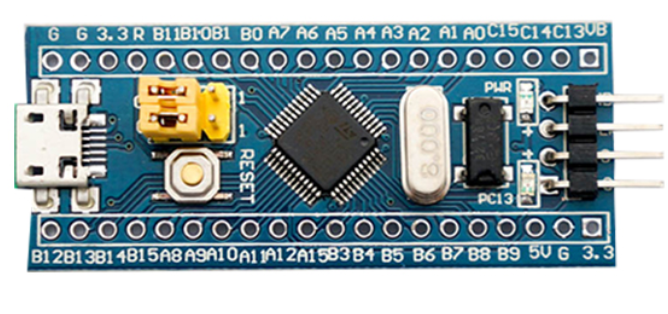 G G 3.3 R B11 B10 B1 B0 A7 A6 A5 A4 A3 A2 A1 A0 C15 C14 C13 VB
PWR
1
1
RESET
8.000
PC13
B12 B13 B14 B15 A8 A9 A10 A11 A12 A15 B3 B4 B5 B6 B7 B8 B9 5V G 3.3